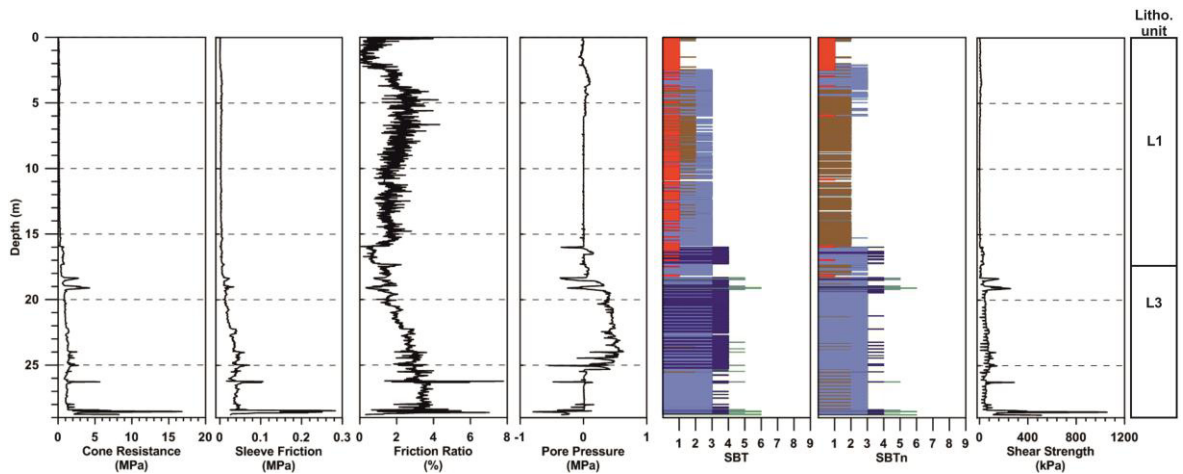 Litho.
unit
0
5
10
15
20
25
Depth (m)
L1
L3
0 5 10 15 20
Cone Resistance
(MPa)
0 0.1 0.2 0.3
Sleeve Friction
(MPa)
0 2 4 6 8
Friction Ratio
(%)
-1 0 1
Pore Pressure
(MPa)
1 2 3 4 5 6 7 8 9
SBT
1 2 3 4 5 6 7 8 9
SBTn
0 400 800 1200
Shear Strength
(kPa)